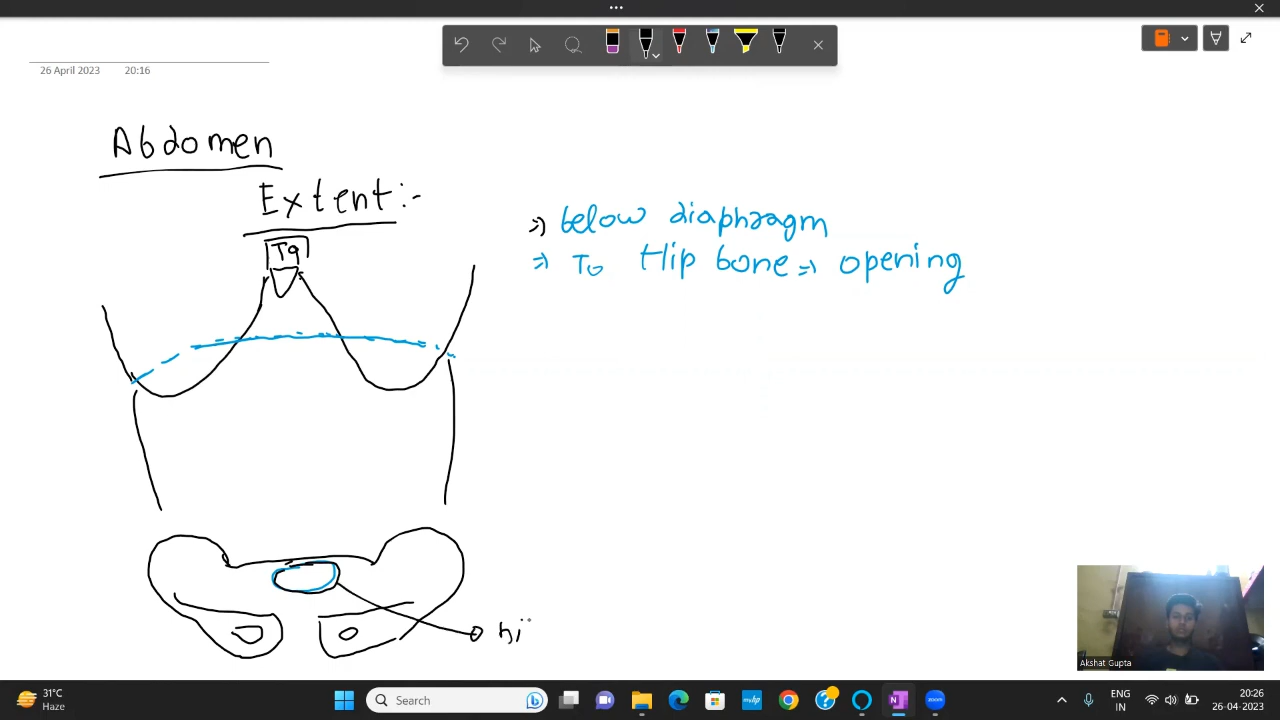 26 April 2023 20:16
Abdomen
Extent :-
T9
=> below diaphragm
=> To Hip bone => opening
hi
Akshat Gupta
31°C
Haze
Search
ENG
IN
20:26
26-04-2023